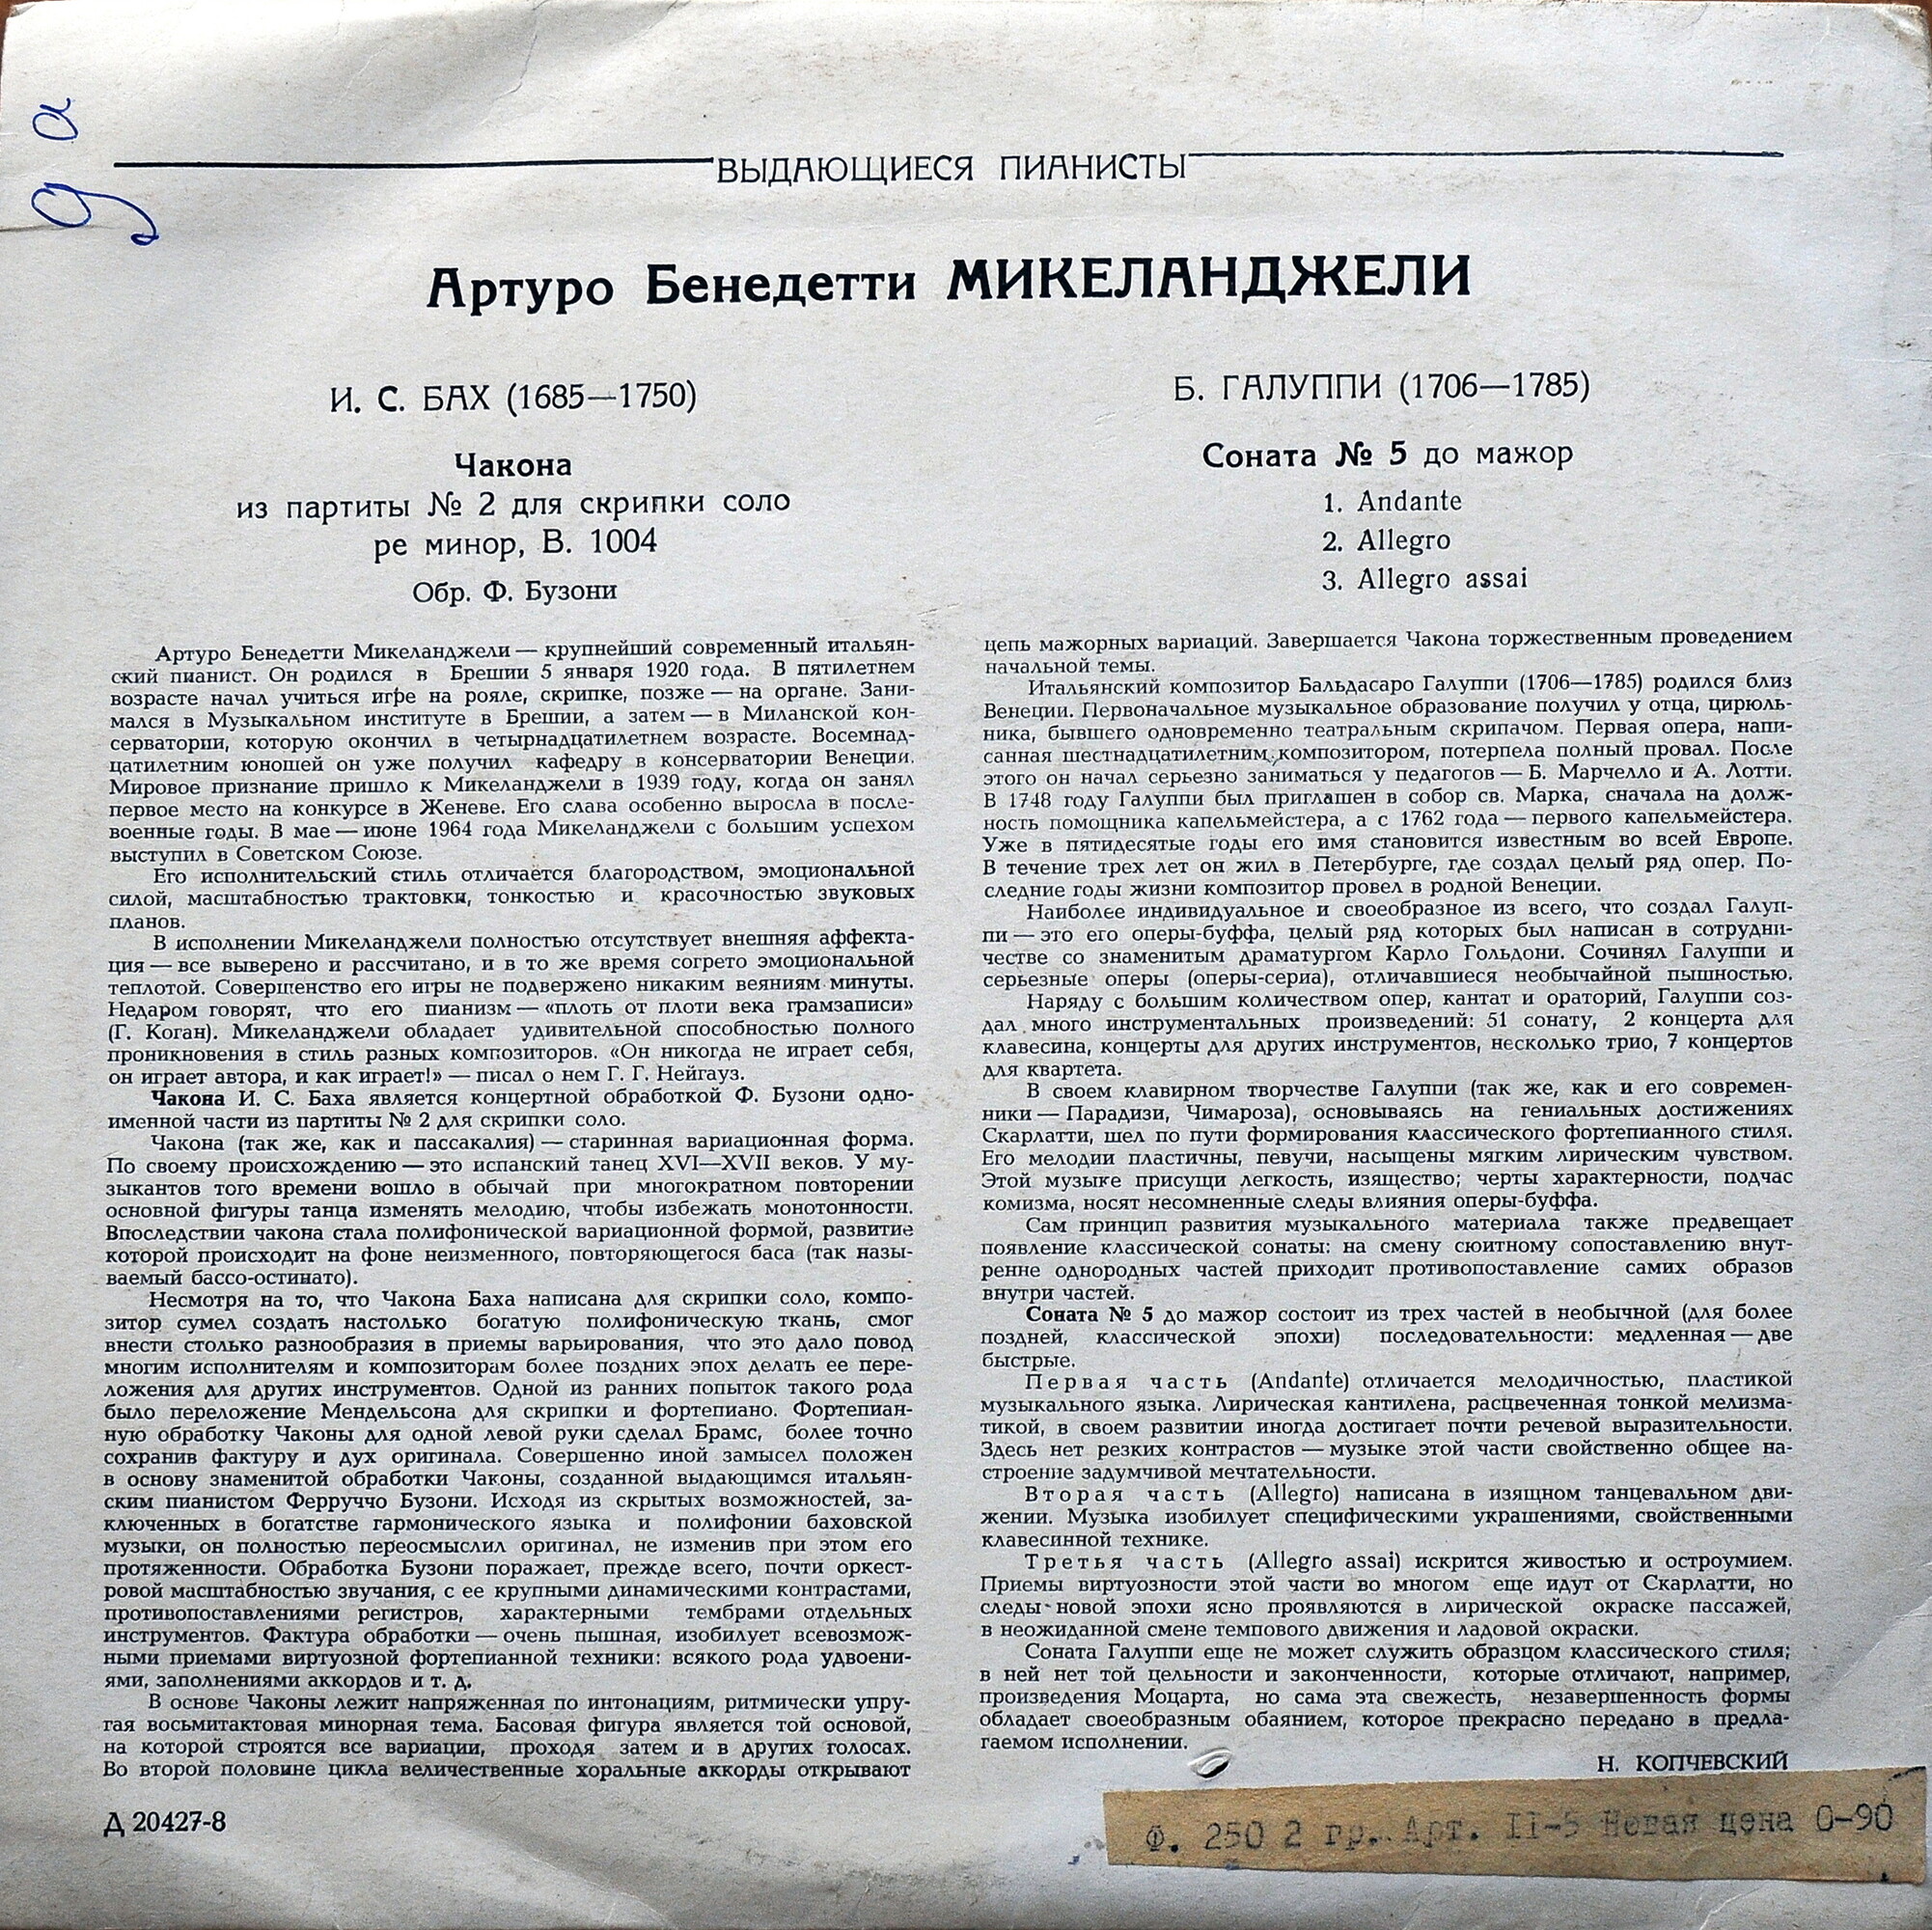 да
ВЫДАЮЩИЕСЯ ПИАНИСТЫ
Артуро Бенедетти МИКЕЛАНДЖЕЛИ
И. С. БАХ (1685—1750)
Чакона
из партиты № 2 для скрипки соло
ре минор, В. 1004
Обр. Ф. Бузони
Б. ГАЛУППИ (1706—1785)
Соната № 5 до мажор
1. Andante
2. Allegro
3. Allegro assai
Артуро Бенедетти Микеланджели — крупнейший современный итальян-
ский пианист. Он родился в Брешии 5 января 1920 года. В пятилетнем
возрасте начал учиться игре на рояле, скрипке, позже — на органе. Зани-
мался в Музыкальном институте в Брешии, а затем — в Миланской кон-
серватории, которую окончил в четырнадцатилетнем возрасте. Восемнад-
цатилетним юношей он уже получил кафедру в консерватории Венеции.
Мировое признание пришло к Микеланджели в 1939 году, когда он занял
первое место на конкурсе в Женеве. Его слава особенно выросла в после-
военные годы. В мае — июне 1964 года Микеланджели с большим успехом
выступил в Советском Союзе.
Его исполнительский стиль отличается благородством, эмоциональной
силой, масштабностью трактовки, тонкостью и красочностью звуковых
планов.
В исполнении Микеланджели полностью отсутствует внешняя аффекта-
ция — все выверено и рассчитано, и в то же время согрето эмоциональной
теплотой. Совершенство его игры не подвержено никаким веяниям минуты.
Недаром говорят, что его пианизм — «плоть от плоти века грамзаписи»
(Г. Коган). Микеланджели обладает удивительной способностью полного
проникновения в стиль разных композиторов. «Он никогда не играет себя,
он играет автора, и как играет!» — писал о нем Г. Г. Нейгауз.
Чакона И. С. Баха является концертной обработкой Ф. Бузони одно-
именной части из партиты № 2 для скрипки соло.
Чакона (так же, как и пассакалия) — старинная вариационная форма.
По своему происхождению — это испанский танец XVI—XVII веков. У му-
зыкантов того времени вошло в обычай при многократном повторении
основной фигуры танца изменять мелодию, чтобы избежать монотонности.
Впоследствии чакона стала полифонической вариационной формой, развитие
которой происходит на фоне неизменного, повторяющегося баса (так назы-
ваемый бассо-остинато).
Несмотря на то, что Чакона Баха написана для скрипки соло, компо-
зитор сумел создать настолько богатую полифоническую ткань, смог
внести столько разнообразия в приемы варьирования, что это дало повод
многим исполнителям и композиторам более поздних эпох делать ее пере-
ложения для других инструментов. Одной из ранних попыток такого рода
было переложение Мендельсона для скрипки и фортепиано. Фортепиан-
ную обработку Чаконы для одной левой руки сделал Брамс, более точно
сохранив фактуру и дух оригинала. Совершенно иной замысел положен
в основу знаменитой обработки Чаконы, созданной выдающимся итальян-
ским пианистом Ферруччо Бузони. Исходя из скрытых возможностей, за-
ключенных в богатстве гармонического языка и полифонии баховской
музыки, он полностью переосмыслил оригинал, не изменив при этом его
протяженности. Обработка Бузони поражает, прежде всего, почти оркест-
ровой масштабностью звучания, с ее крупными динамическими контрастами,
противопоставлениями регистров, характерными тембрами отдельных
инструментов. Фактура обработки — очень пышная, изобилует всевозмож-
ными приемами виртуозной фортепианной техники: всякого рода удвоени-
ями, заполнениями аккордов и т. д.
В основе Чаконы лежит напряженная по интонациям, ритмически упру-
гая восьмитактовая минорная тема. Басовая фигура является той основой,
на которой строятся все вариации, проходя затем и в других голосах.
Во второй половине цикла величественные хоральные аккорды открывают
цепь мажорных вариаций. Завершается Чакона торжественным проведением
начальной темы.
Итальянский композитор Бальдасаро Галуппи (1706—1785) родился близ
Венеции. Первоначальное музыкальное образование получил у отца, цирюль-
ника, бывшего одновременно театральным скрипачом. Первая опера, напи-
санная шестнадцатилетним композитором, потерпела полный провал. После
этого он начал серьезно заниматься у педагогов — Б. Марчелло и А. Лотти.
В 1748 году Галуппи был приглашен в собор св. Марка, сначала на долж-
ность помощника капельмейстера, а с 1762 года — первого капельмейстера.
Уже в пятидесятые годы его имя становится известным во всей Европе.
В течение трех лет он жил в Петербурге, где создал целый ряд опер. По-
следние годы жизни композитор провел в родной Венеции.
Наиболее индивидуальное и своеобразное из всего, что создал Галуп-
пи — это его оперы-буффа, целый ряд которых был написан в сотрудни-
честве со знаменитым драматургом Карло Гольдони. Сочинял Галуппи и
серьезные оперы (оперы-сериа), отличавшиеся необычайной пышностью.
Наряду с большим количеством опер, кантат и ораторий, Галуппи соз-
дал много инструментальных произведений: 51 сонату, 2 концерта для
клавесина, концерты для других инструментов, несколько трио, 7 концертов
для квартета.
В своем клавирном творчестве Галуппи (так же, как и его современ-
ники — Парадизи, Чимароза), основываясь на гениальных достижениях
Скарлатти, шел по пути формирования классического фортепианного стиля.
Его мелодии пластичны, певучи, насыщены мягким лирическим чувством.
Этой музыке присущи легкость, изящество; черты характерности, подчас
комизма, носят несомненные следы влияния оперы-буффа.
Сам принцип развития музыкального материала также предвещает
появление классической сонаты: на смену сюитному сопоставлению внут-
ренне однородных частей приходит противопоставление самих образов
внутри частей.
Соната № 5 до мажор состоит из трех частей в необычной (для более
поздней, классической эпохи) последовательности: медленная — две
быстрые.
Первая часть (Andante) отличается мелодичностью, пластикой
музыкального языка. Лирическая кантилена, расцвеченная тонкой мелизма-
тикой, в своем развитии иногда достигает почти речевой выразительности.
Здесь нет резких контрастов — музыке этой части свойственно общее на-
строение задумчивой мечтательности.
Вторая часть (Allegro) написана в изящном танцевальном дви-
жении. Музыка изобилует специфическими украшениями, свойственными
клавесинной технике.
Третья часть (Allegro assai) искрится живостью и остроумием.
Приемы виртуозности этой части во многом еще идут от Скарлатти, но
следы новой эпохи ясно проявляются в лирической окраске пассажей,
в неожиданной смене темпового движения и ладовой окраски.
Соната Галуппи еще не может служить образцом классического стиля;
в ней нет той цельности и законченности, которые отличают, например,
произведения Моцарта, но сама эта свежесть, незавершенность формы
обладает своеобразным обаянием, которое прекрасно передано в предла-
гаемом исполнении.
Н. КОПЧЕВСКИЙ
Д 20427-8
Ф. 250 2 гр. Арт. II-5 Новая цена 0-90